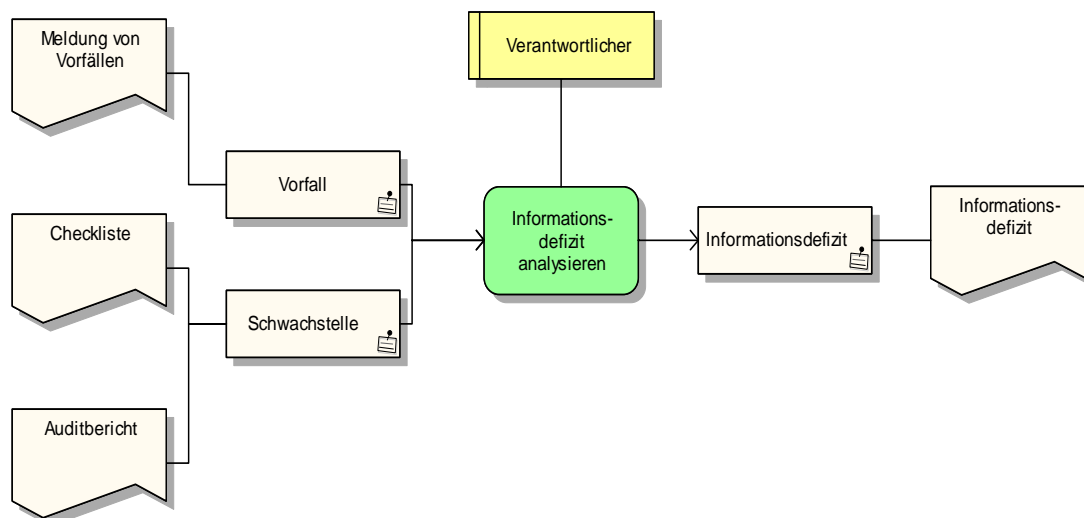 Meldung von
Vorfällen
Verantwortlicher
Vorfall
Checkliste
Informations-
defizit
analysieren
Informationsdefizit
Informations-
defizit
Schwachstelle
Auditbericht